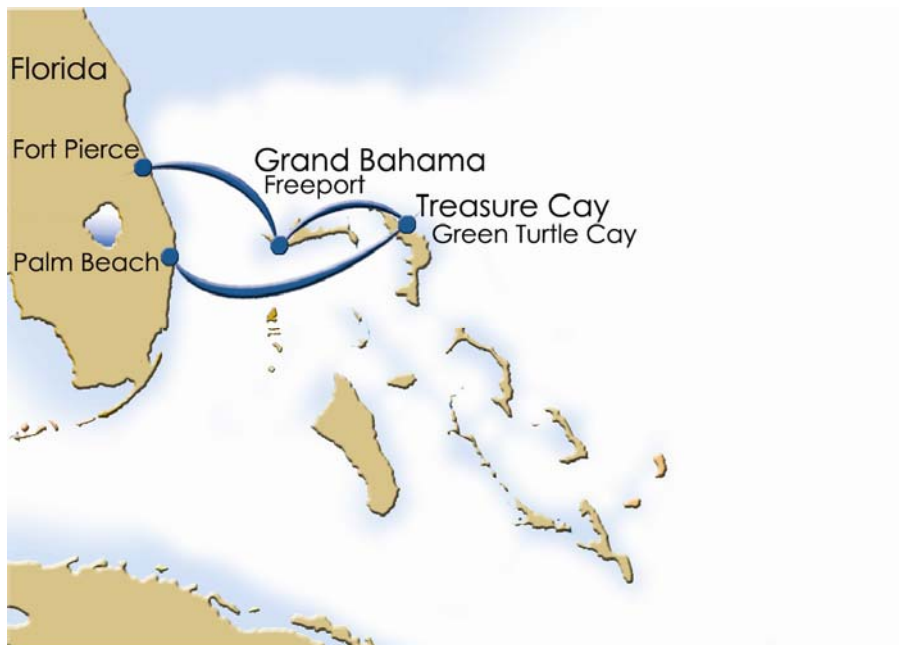 Florida
Fort Pierce
Grand Bahama
Freeport
Treasure Cay
Green Turtle Cay
Palm Beach